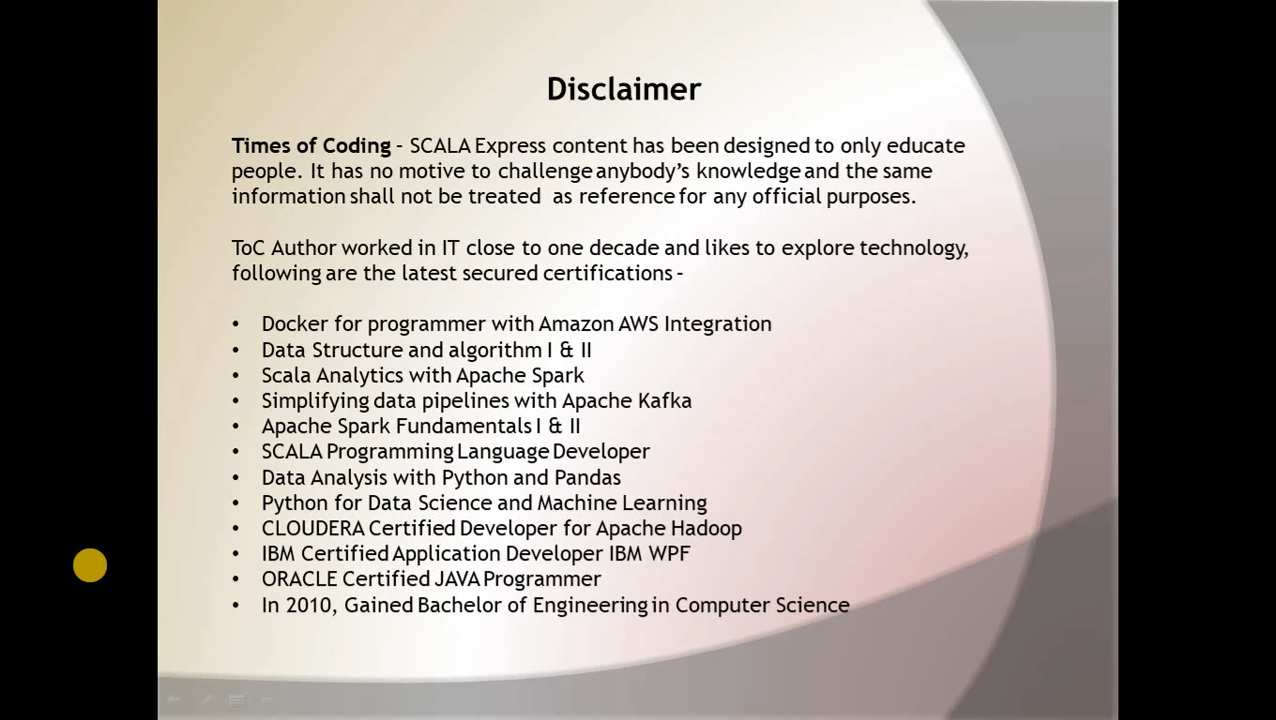 Disclaimer
Times of Coding - SCALA Express content has been designed to only educate
people. It has no motive to challenge anybody's knowledge and the same
information shall not be treated as reference for any official purposes.
ToC Author worked in IT close to one decade and likes to explore technology,
following are the latest secured certifications -
• Docker for programmer with Amazon AWS Integration
• Data Structure and algorithm I & II
• Scala Analytics with Apache Spark
• Simplifying data pipelines with Apache Kafka
• Apache Spark Fundamentals I & II
• SCALA Programming Language Developer
• Data Analysis with Python and Pandas
• Python for Data Science and Machine Learning
• CLOUDERA Certified Developer for Apache Hadoop
• IBM Certified Application Developer IBM WPF
• ORACLE Certified JAVA Programmer
• In 2010, Gained Bachelor of Engineering in Computer Science